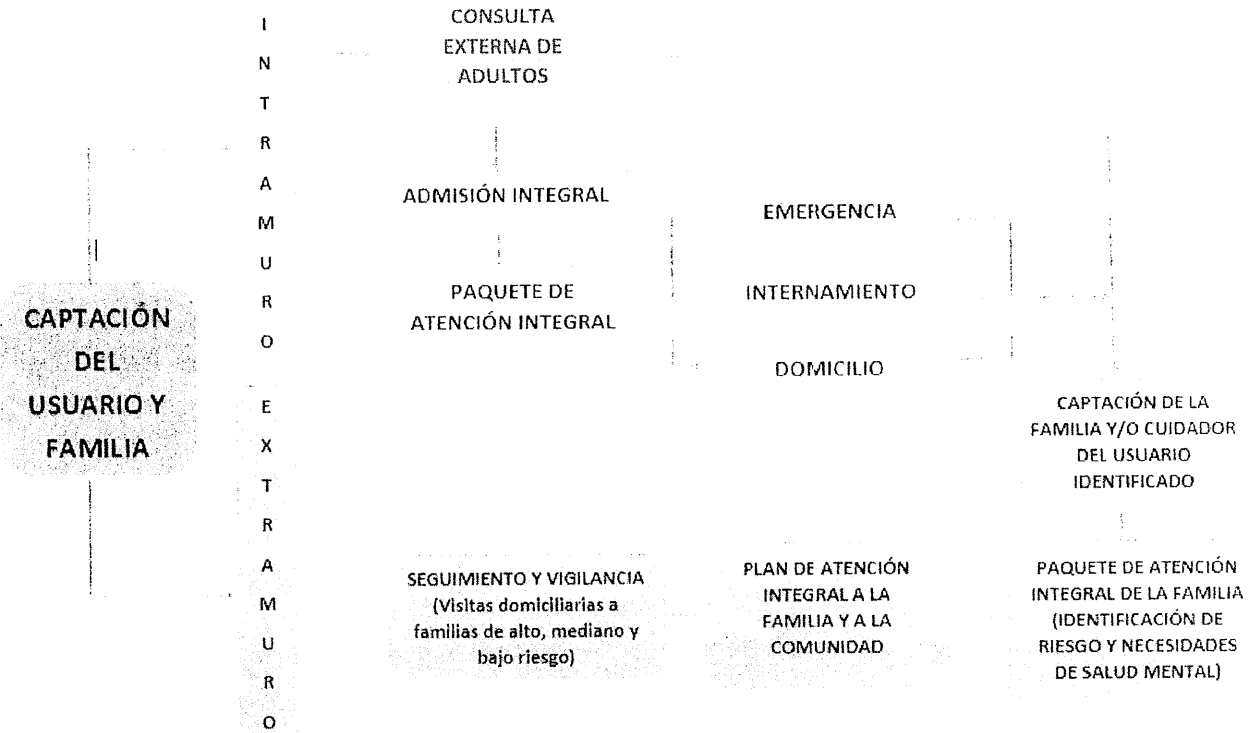 CAPTACIÓN
DEL
USUARIO Y
FAMILIA
I
N
T
R
A
M
U
R
O
E
X
T
R
A
M
U
R
O
CONSULTA
EXTERNA DE
ADULTOS
ADMISIÓN INTEGRAL
PAQUETE DE
ATENCIÓN INTEGRAL
EMERGENCIA
INTERNAMIENTO
DOMICILIO
CAPTACIÓN DE LA
FAMILIA Y/O CUIDADOR
DEL USUARIO
IDENTIFICADO
SEGUIMIENTO Y VIGILANCIA
(Visitas domiciliarias a
familias de alto, mediano y
bajo riesgo)
PLAN DE ATENCIÓN
INTEGRAL A LA
FAMILIA Y A LA
COMUNIDAD
PAQUETE DE ATENCIÓN
INTEGRAL DE LA FAMILIA
(IDENTIFICACIÓN DE
RIESGO Y NECESIDADES
DE SALUD MENTAL)